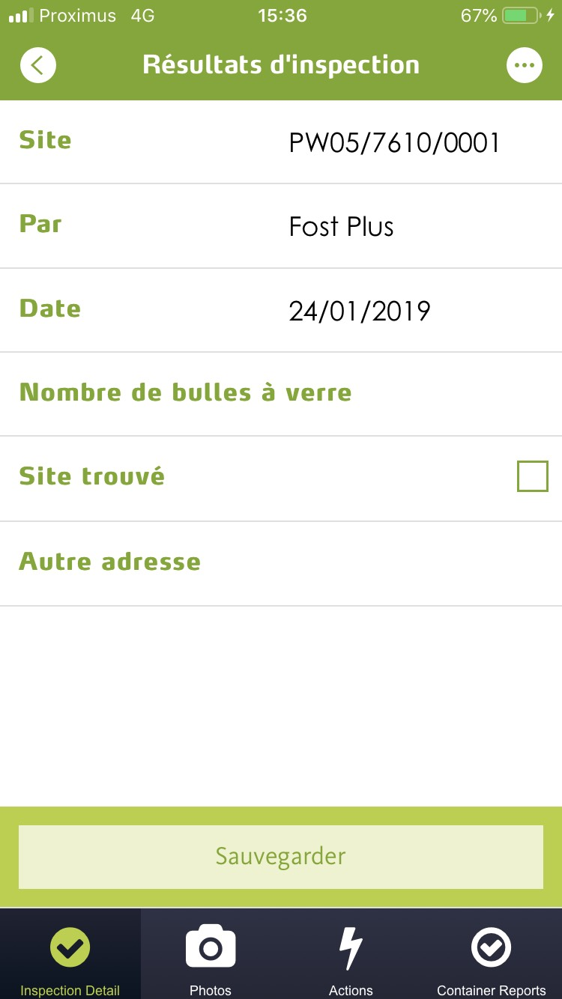 Proximus 4G 15:36 67%
Résultats d'inspection
Site PW05/7610/0001
Par Fost Plus
Date 24/01/2019
Nombre de bulles à verre
Site trouvé
Autre adresse
Sauvegarder
Inspection Detail Photos Actions Container Reports